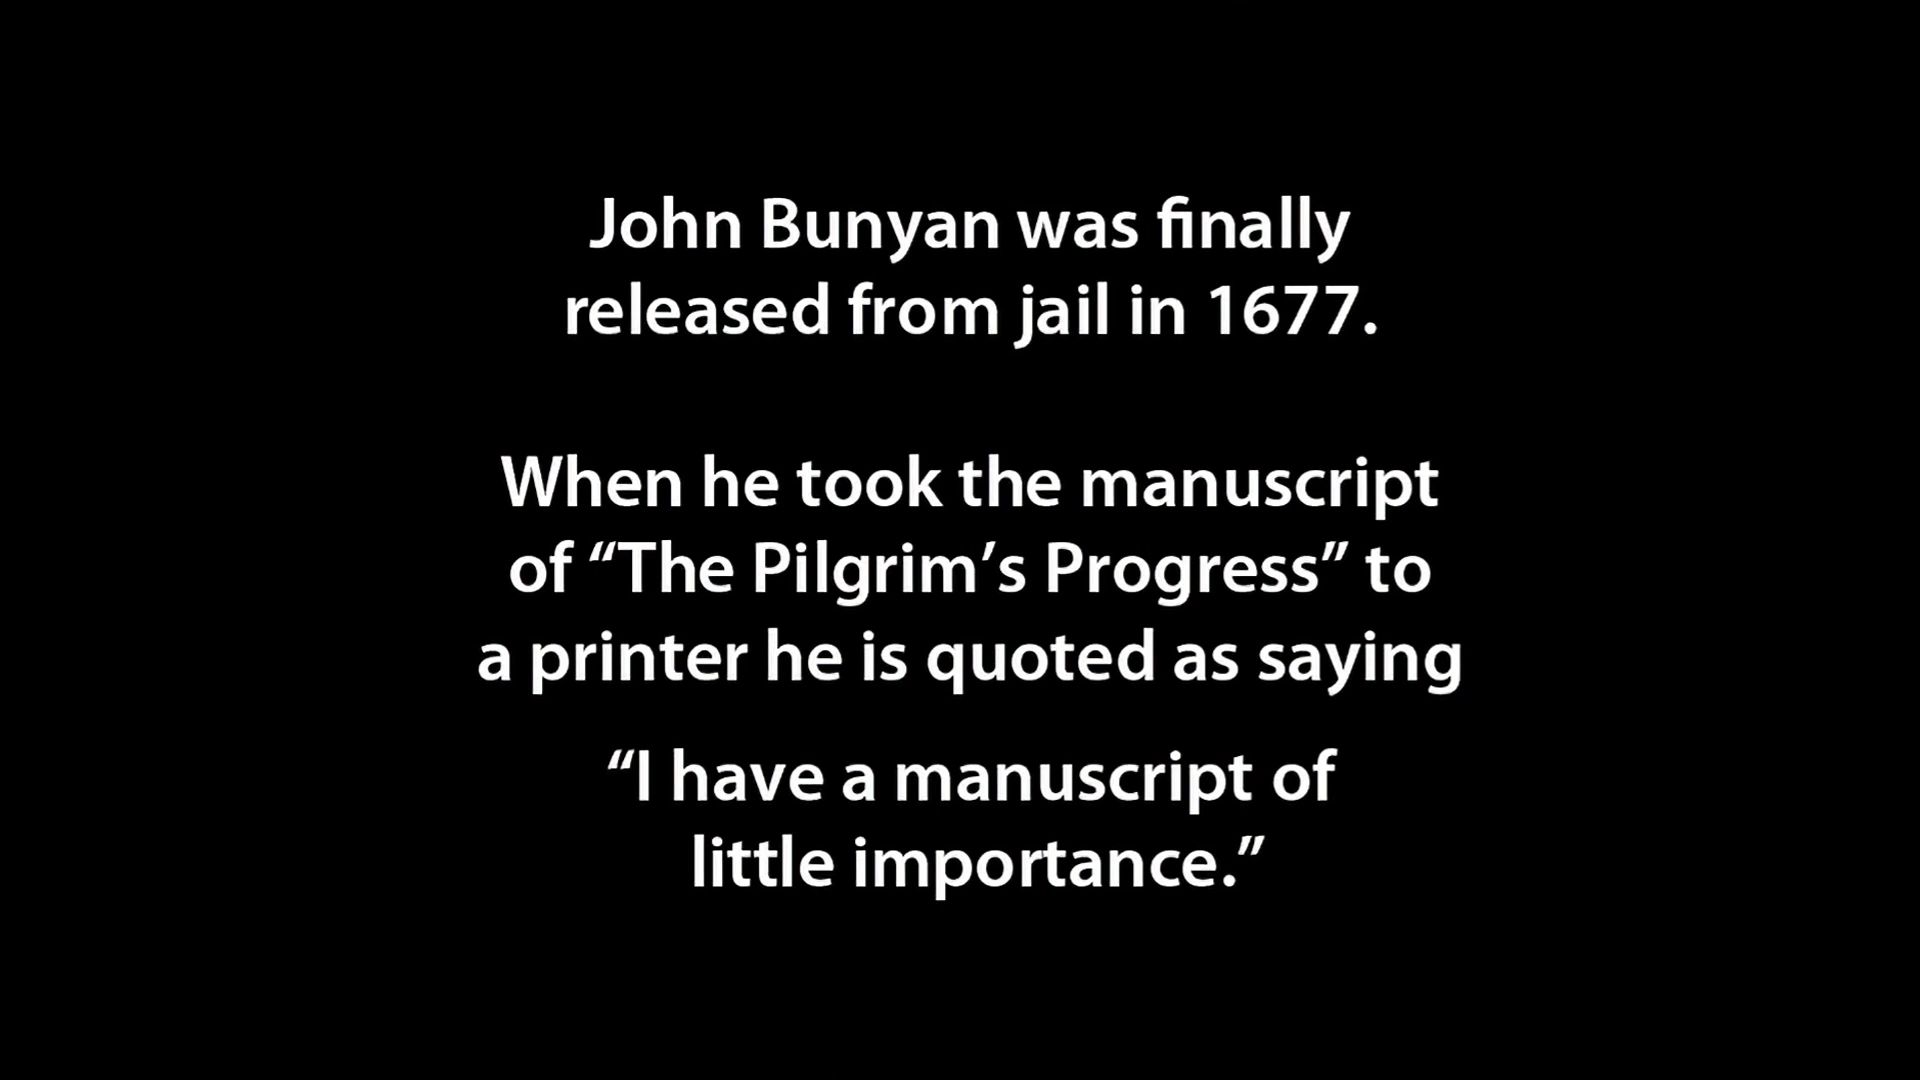 John Bunyan was finally
released from jail in 1677.
When he took the manuscript
of “The Pilgrim’s Progress” to
a printer he is quoted as saying
“I have a manuscript of
little importance.”